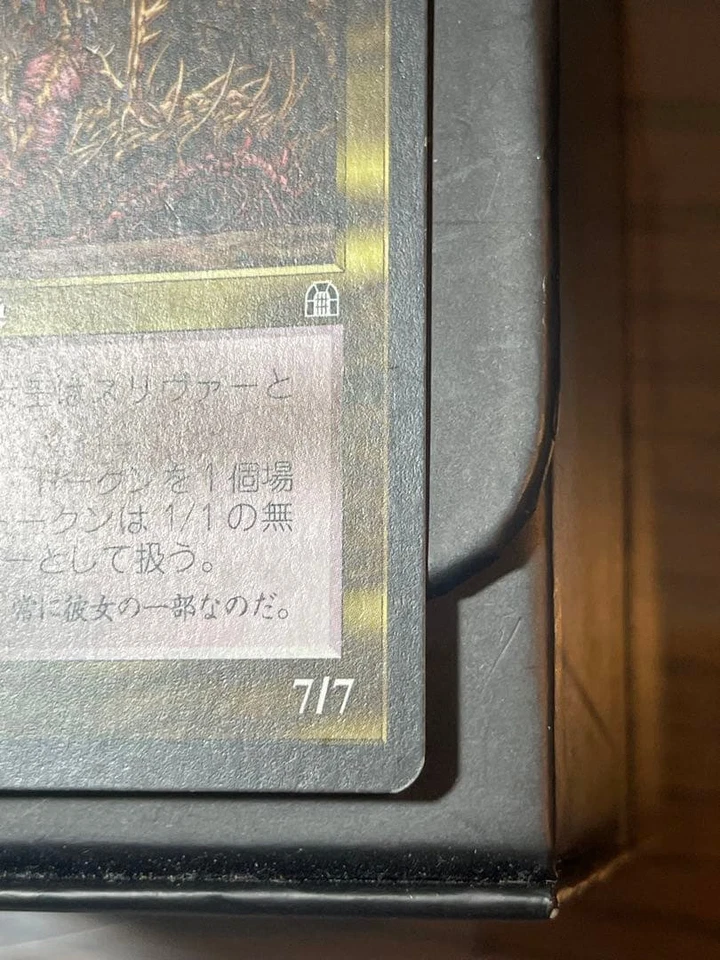 女王はスリヴァーと
トークンを1個場
トークンは1/1の無
ーとして扱う。
常に彼女の一部なのだ。
7/7